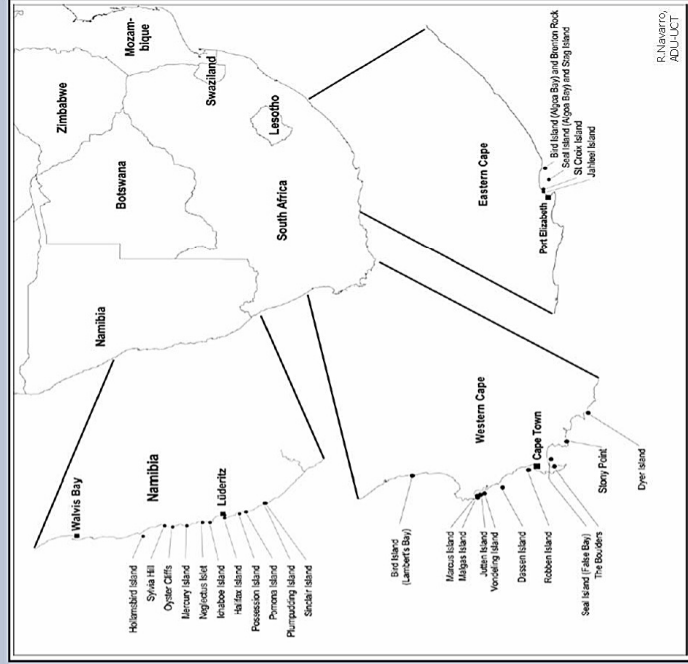 Mozam-
bique
Zimbabwe
Swaziland
Botswana
Lesotho
South Africa
Namibia
Namibia
Walvis Bay
Lüderitz
Hollamsbird Island
Sylvia Hill
Oyster Cliffs
Mercury Island
Neglectus Islet
Ichaboe Island
Halifax Island
Possession Island
Pomona Island
Plumpudding Island
Sinclair Island
Western Cape
Cape Town
Bird Island
(Lambert's Bay)
Marcus Island
Malgas Island
Jutten Island
Vondeling Island
Dassen Island
Robben Island
Seal Island (False Bay)
The Boulders
Stony Point
Dyer Island
Eastern Cape
Port Elizabeth
Bird Island (Algoa Bay) and Brenton Rock
Seal Island (Algoa Bay) and Stag Island
St Croix Island
Jahleel Island
R.Navarro,
ADU-UCT